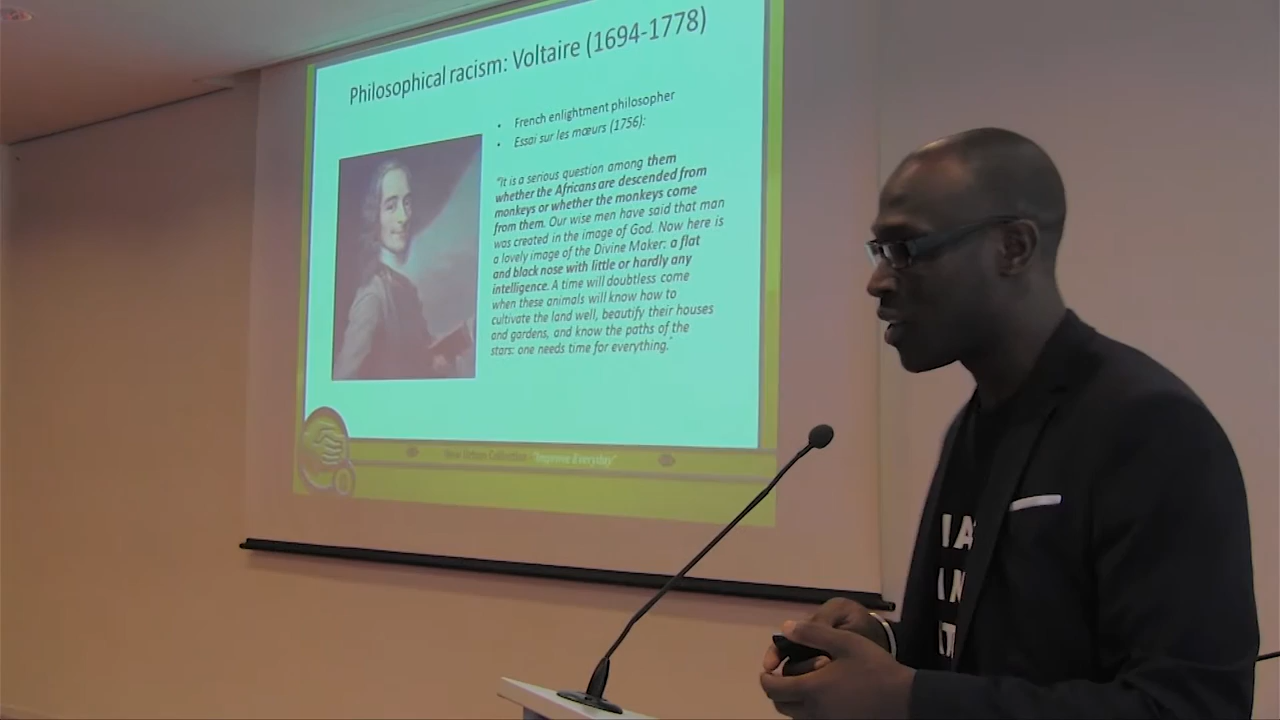 Philosophical racism: Voltaire (1694-1778)
• French enlightment philosopher
• Essai sur les mœurs (1756):
"It is a serious question among them
whether the Africans are descended from
monkeys or whether the monkeys come
from them. Our wise men have said that man
was created in the image of God. Now here is
a lovely image of the Divine Maker: a flat
and black nose with little or hardly any
intelligence. A time will doubtless come
when these animals will know how to
cultivate the land well, beautify their houses
and gardens, and know the paths of the
stars: one needs time for everything."
New Urban Collective - "Improve Everyday"